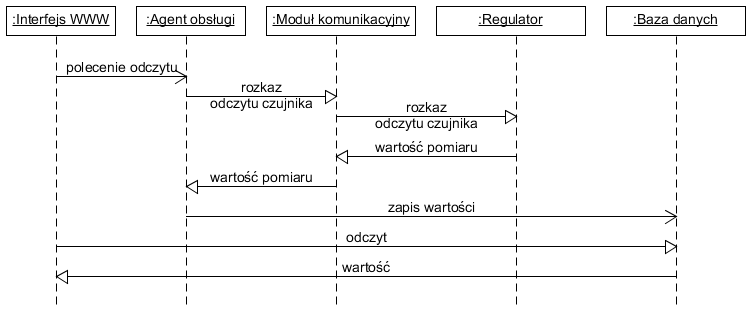 :Interfejs WWW
:Agent obsługi
:Moduł komunikacyjny
:Regulator
:Baza danych
polecenie odczytu
rozkaz
odczytu czujnika
rozkaz
odczytu czujnika
wartość pomiaru
wartość pomiaru
zapis wartości
odczyt
wartość